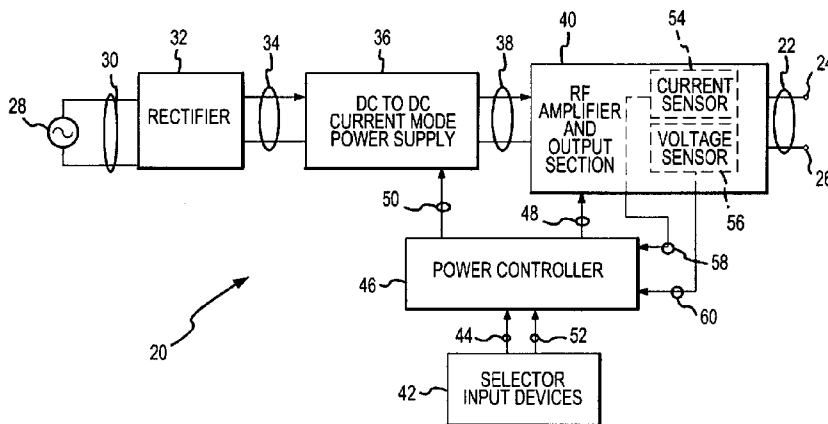 30
32
34
36
38
40
54
22
24
28
RECTIFIER
DC TO DC
CURRENT MODE
POWER SUPPLY
RF
AMPLIFIER
AND
OUTPUT
SECTION
CURRENT
SENSOR
VOLTAGE
SENSOR
26
56
50
48
58
46
POWER CONTROLLER
60
20
44
52
42
SELECTOR
INPUT DEVICES